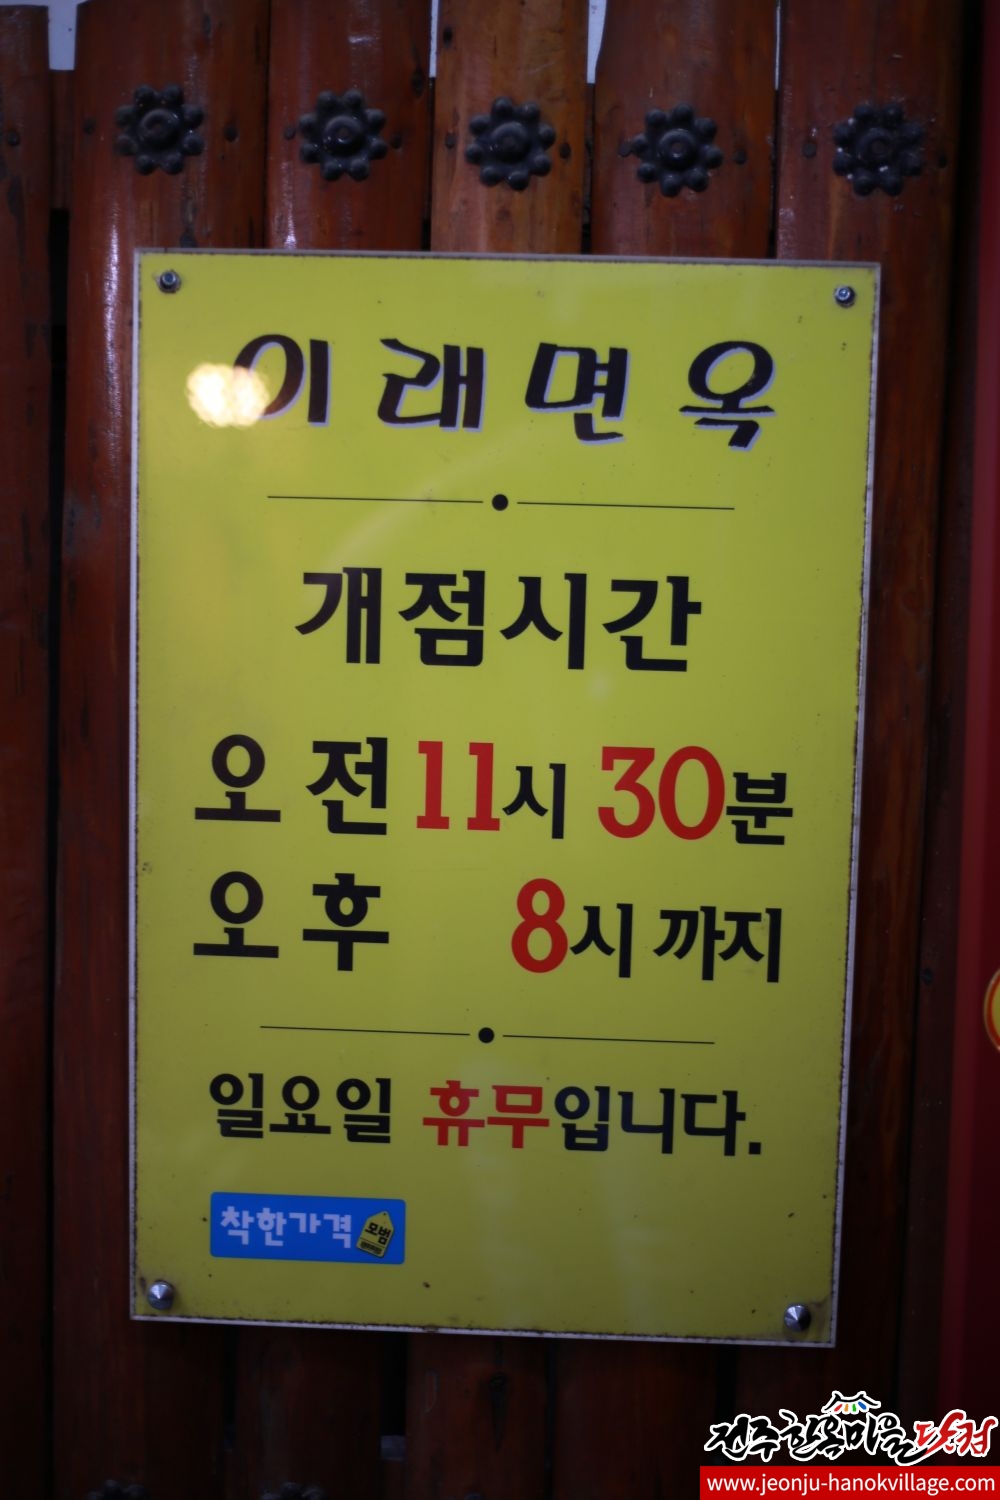 이래면옥
개점시간
오전 11시 30분
오후 8시 까지
일요일 휴무입니다.
착한가격 모범
전주한옥마을닷컴
www.jeonju-hanokvillage.com